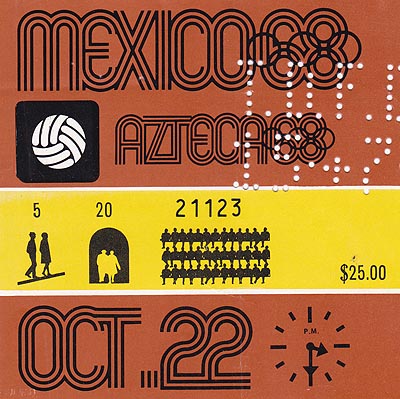 MEXICO68
AZTECA68
5 20 21123
$25.00
OCT...22
P.M.